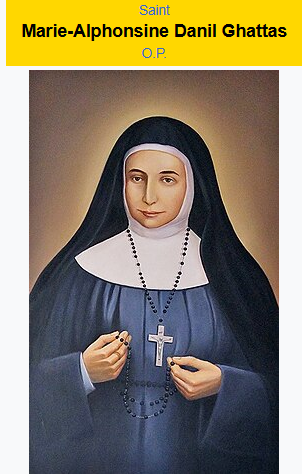 Saint
Marie-Alphonsine Danil Ghattas
O.P.